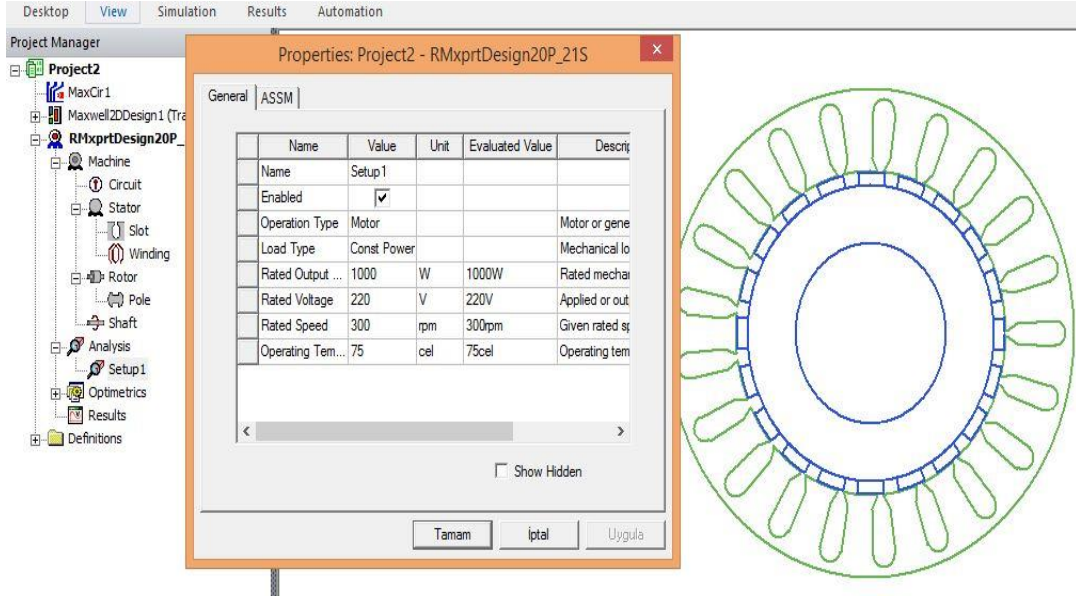 Desktop View Simulation Results Automation
Project Manager
Project2
MaxCir1
Maxwell2DDesign1 (Tra
RMxprtDesign20P_
Machine
Circuit
Stator
Slot
Winding
Rotor
Pole
Shaft
Analysis
Setup1
Optimetrics
Results
Definitions
Properties: Project2 - RMxprtDesign20P_21S
General ASSM
Name Value Unit Evaluated Value Descrip
Name Setup1
Enabled
Operation Type Motor Motor or gene
Load Type Const Power Mechanical lo
Rated Output ... 1000 W 1000W Rated mechar
Rated Voltage 220 V 220V Applied or out
Rated Speed 300 rpm 300rpm Given rated sp
Operating Tem... 75 cel 75cel Operating tem
Show Hidden
Tamam İptal Uygula